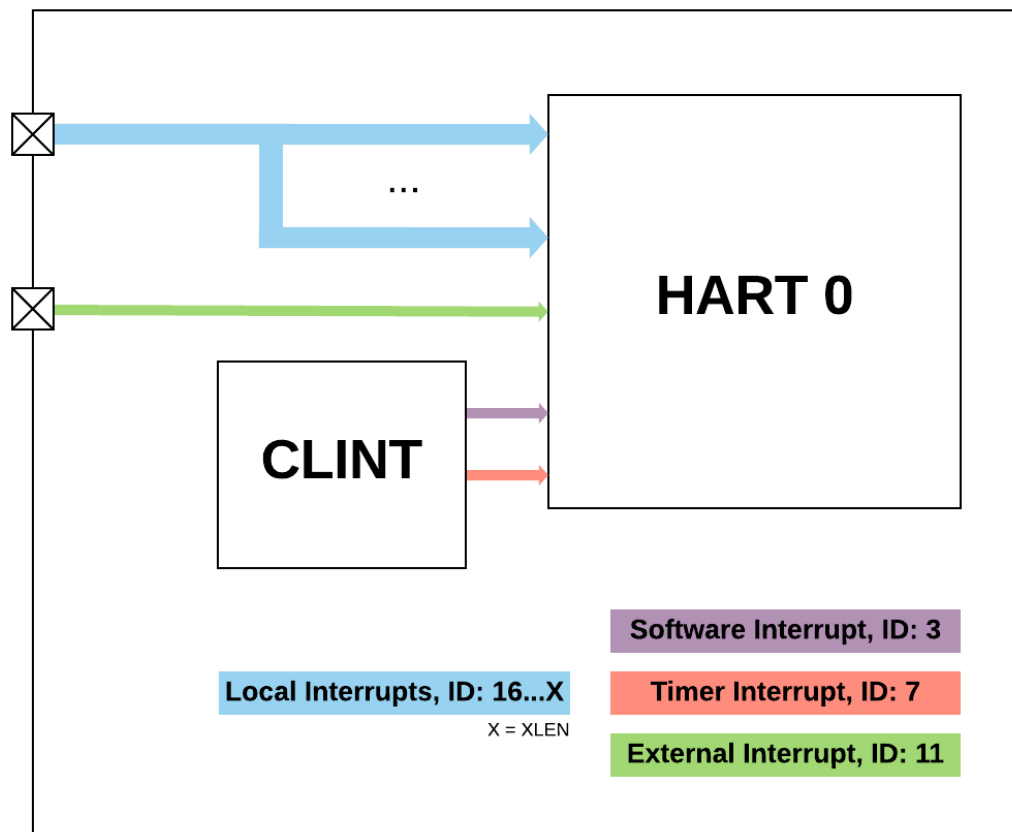 ...
HART 0
CLINT
Software Interrupt, ID: 3
Local Interrupts, ID: 16...X
X = XLEN
Timer Interrupt, ID: 7
External Interrupt, ID: 11